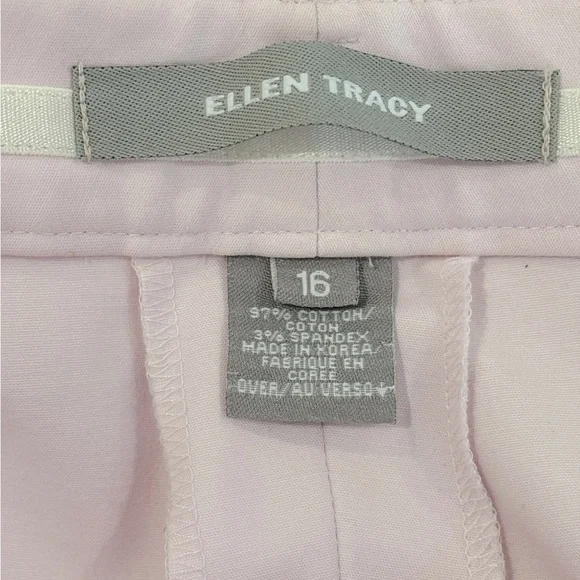 ELLEN TRACY
16
97% COTTON/
COTON
3% SPANDEX
MADE IN KOREA/
FABRIQUE EN
COREE
OVER/AU VERSO